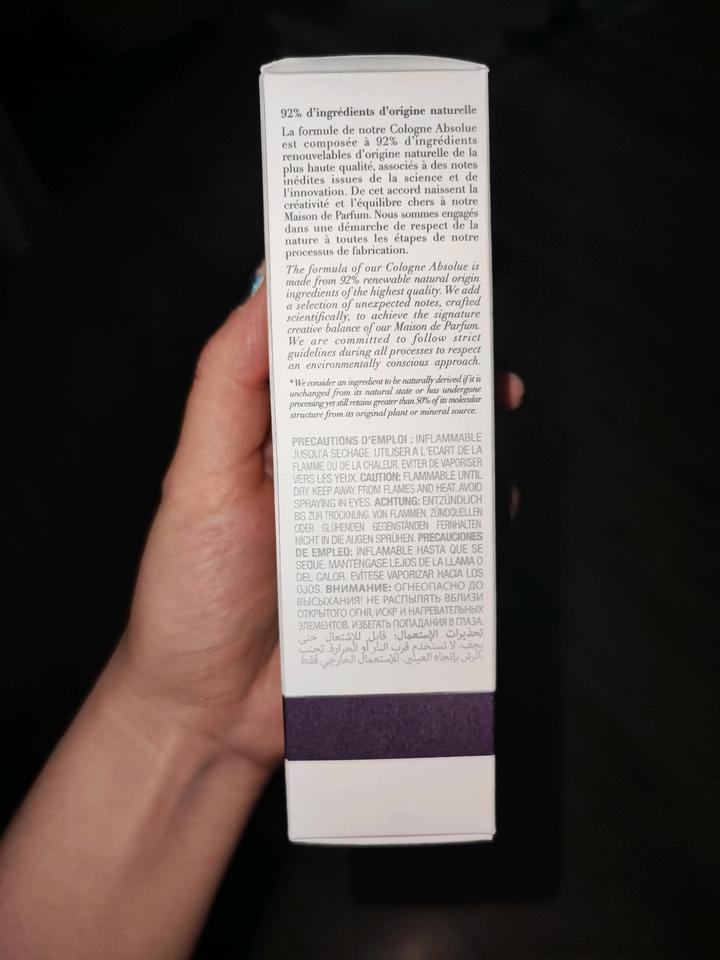 92% d'ingrédients d'origine naturelle
La formule de notre Cologne Absolue
est composée à 92% d'ingrédients
renouvelables d'origine naturelle de la
plus haute qualité, associés à des notes
inédites issues de la science et de
l'innovation. De cet accord naissent la
créativité et l'équilibre chers à notre
Maison de Parfum. Nous sommes engagés
dans une démarche de respect de la
nature à toutes les étapes de notre
processus de fabrication.
The formula of our Cologne Absolue is
made from 92% renewable natural origin
ingredients of the highest quality. We add
a selection of unexpected notes, crafted
scientifically, to achieve the signature
creative balance of our Maison de Parfum.
We are committed to follow strict
guidelines during all processes to respect
an environmentally conscious approach.
*We consider an ingredient to be naturally derived if it is
unchanged from its natural state or has undergone
processing yet still retains greater than 50% of its molecular
structure from its original plant or mineral source.
PRECAUTIONS D'EMPLOI : INFLAMMABLE
JUSQU'A SECHAGE. UTILISER A L'ECART DE LA
FLAMME OU DE LA CHALEUR. EVITER DE VAPORISER
VERS LES YEUX. CAUTION: FLAMMABLE UNTIL
DRY. KEEP AWAY FROM FLAMES AND HEAT. AVOID
SPRAYING IN EYES. ACHTUNG: ENTZÜNDLICH
BIS ZUR TROCKNUNG. VON FLAMMEN, ZÜNDQUELLEN
ODER GLÜHENDEN GEGENSTÄNDEN FERNHALTEN.
NICHT IN DIE AUGEN SPRÜHEN. PRECAUCIONES
DE EMPLEO: INFLAMABLE HASTA QUE SE
SEQUE. MANTÉNGASE LEJOS DE LA LLAMA O
DEL CALOR. EVÍTESE VAPORIZAR HACIA LOS
OJOS. ВНИМАНИЕ: ОГНЕОПАСНО ДО
ВЫСЫХАНИЯ! НЕ РАСПЫЛЯТЬ ВБЛИЗИ
ОТКРЫТОГО ОГНЯ, ИСКР И НАГРЕВАТЕЛЬНЫХ
ЭЛЕМЕНТОВ. ИЗБЕГАТЬ ПОПАДАНИЯ В ГЛАЗА.
تحذيرات الإستعمال: قابل للإشتعال حتى
يجف. لا تستخدم قرب النار أو الحرارة. تجنب
الرش بإتجاه العينين. للإستعمال الخارجي فقط.